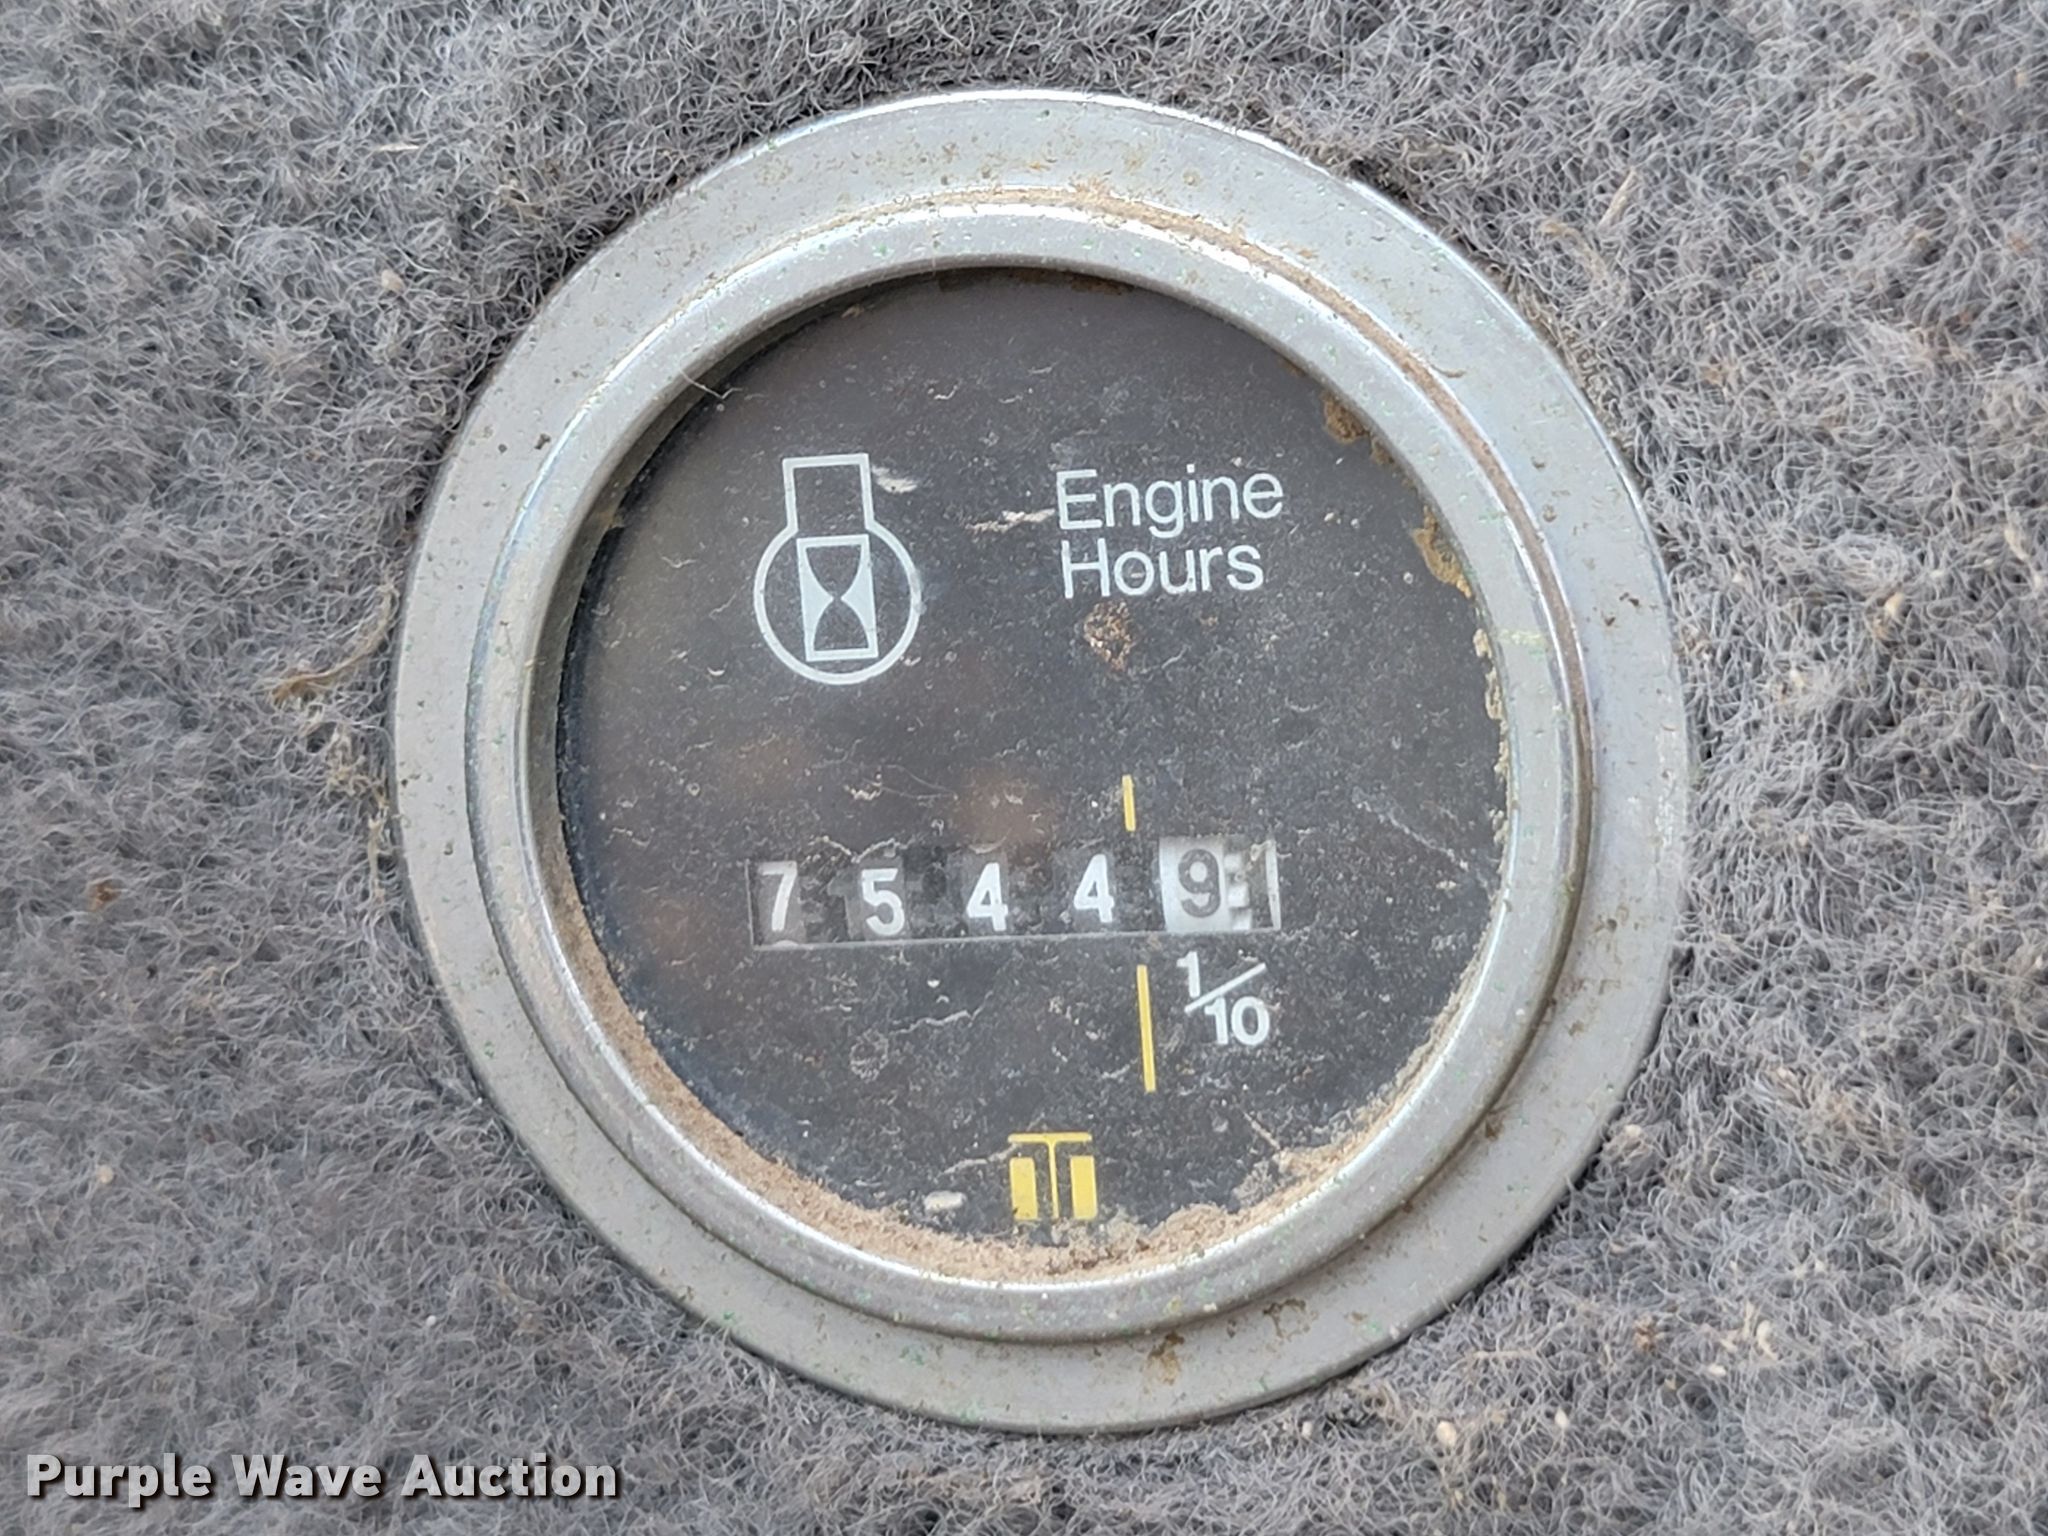 Engine
Hours
7 5 4 4 9
1/10
Purple Wave Auction